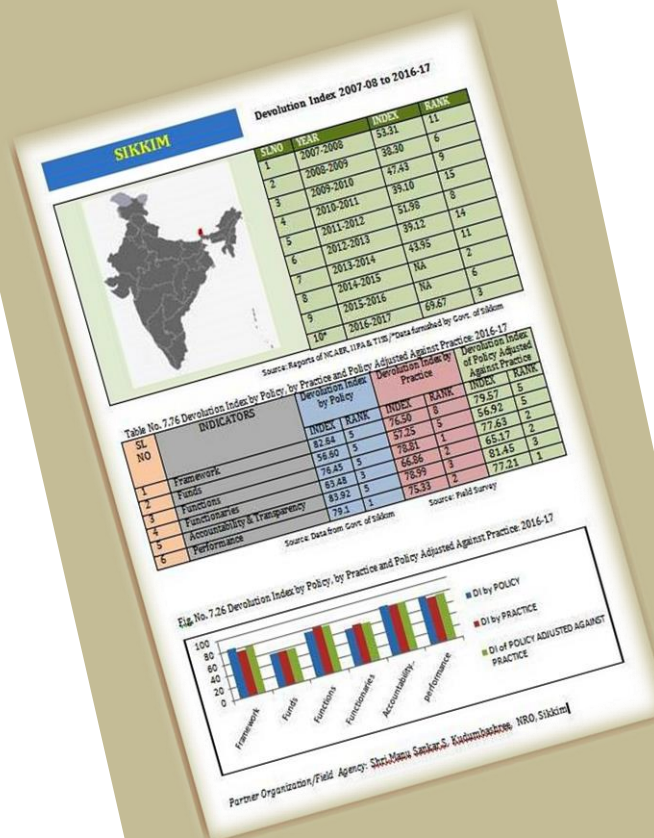 Devolution Index 2007-08 to 2016-17
SIKKIM
SLNO YEAR INDEX RANK
1 2007-2008 53.31 11
2 2008-2009 38.30 6
3 2009-2010 47.43 9
4 2010-2011 39.10 15
5 2011-2012 51.98 8
6 2012-2013 39.12 14
7 2013-2014 43.95 11
8 2014-2015 NA 2
9 2015-2016 NA 6
10* 2016-2017 69.67 3
Source: Reports of NCAER, IIPA & TISS /*Data furnished by Govt. of Sikkim
Table No. 7.76 Devolution Index by Policy, by Practice and Policy Adjusted Against Practice: 2016-17
SL NO INDICATORS Devolution Index by Policy Devolution Index by Practice Devolution Index of Policy Adjusted Against Practice
INDEX RANK INDEX RANK INDEX RANK
1 Framework 82.64 5 76.50 8 79.57 5
2 Funds 56.60 5 57.25 5 56.92 5
3 Functions 76.45 5 78.81 1 77.63 2
4 Functionaries 63.48 3 66.86 2 65.17 2
5 Accountability & Transparency 83.92 5 78.99 3 81.45 3
6 Performance 79.1 1 75.33 2 77.21 1
Source: Data from Govt. of Sikkim Source: Field Survey
Fig. No. 7.26 Devolution Index by Policy, by Practice and Policy Adjusted Against Practice: 2016-17
100
80
60
40
20
0
Framework
Funds
Functions
Functionaries
Accountability...
performance
DI by POLICY
DI by PRACTICE
DI of POLICY ADJUSTED AGAINST
PRACTICE
Partner Organization/Field Agency: Shri.Manu Sankar.S, Kudumbashree, NRO, Sikkim